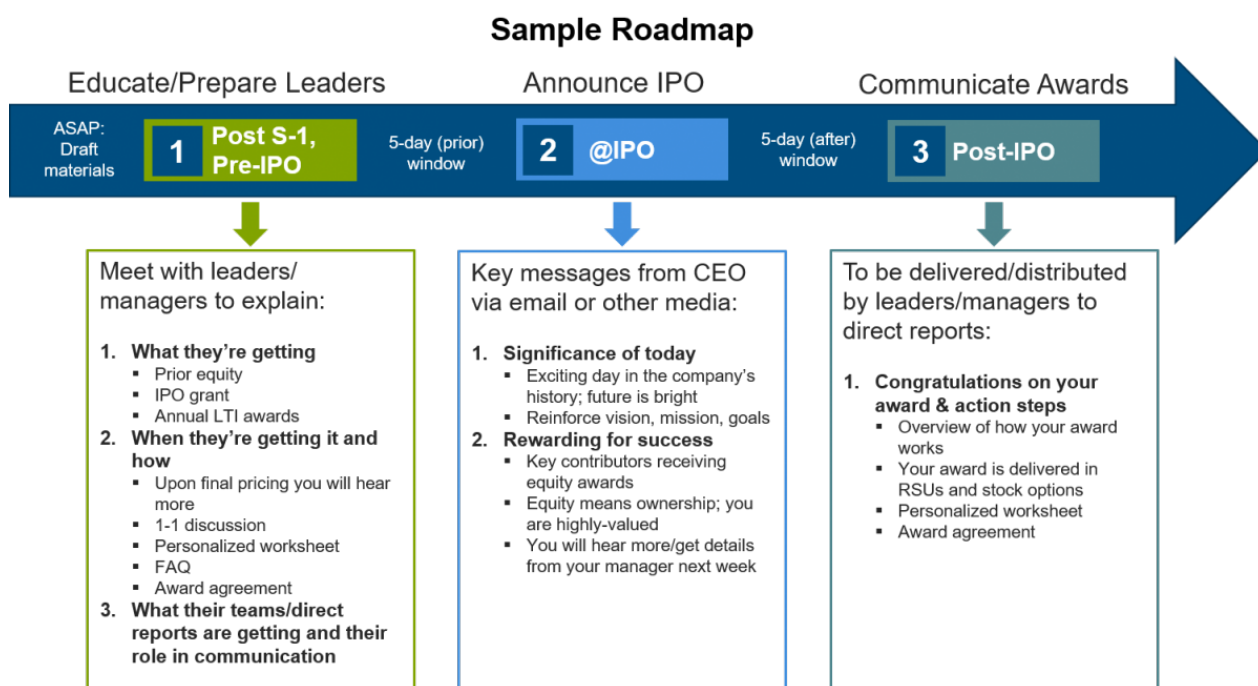 Sample Roadmap
Educate/Prepare Leaders
Announce IPO
Communicate Awards
ASAP:
Draft
materials
1
Post S-1,
Pre-IPO
5-day (prior)
window
2
@IPO
5-day (after)
window
3
Post-IPO
Meet with leaders/
managers to explain:
1. What they're getting
▪ Prior equity
▪ IPO grant
▪ Annual LTI awards
2. When they're getting it and
how
▪ Upon final pricing you will hear
more
▪ 1-1 discussion
▪ Personalized worksheet
▪ FAQ
▪ Award agreement
3. What their teams/direct
reports are getting and their
role in communication
Key messages from CEO
via email or other media:
1. Significance of today
▪ Exciting day in the company's
history; future is bright
▪ Reinforce vision, mission, goals
2. Rewarding for success
▪ Key contributors receiving
equity awards
▪ Equity means ownership; you
are highly-valued
▪ You will hear more/get details
from your manager next week
To be delivered/distributed
by leaders/managers to
direct reports:
1. Congratulations on your
award & action steps
▪ Overview of how your award
works
▪ Your award is delivered in
RSUs and stock options
▪ Personalized worksheet
▪ Award agreement